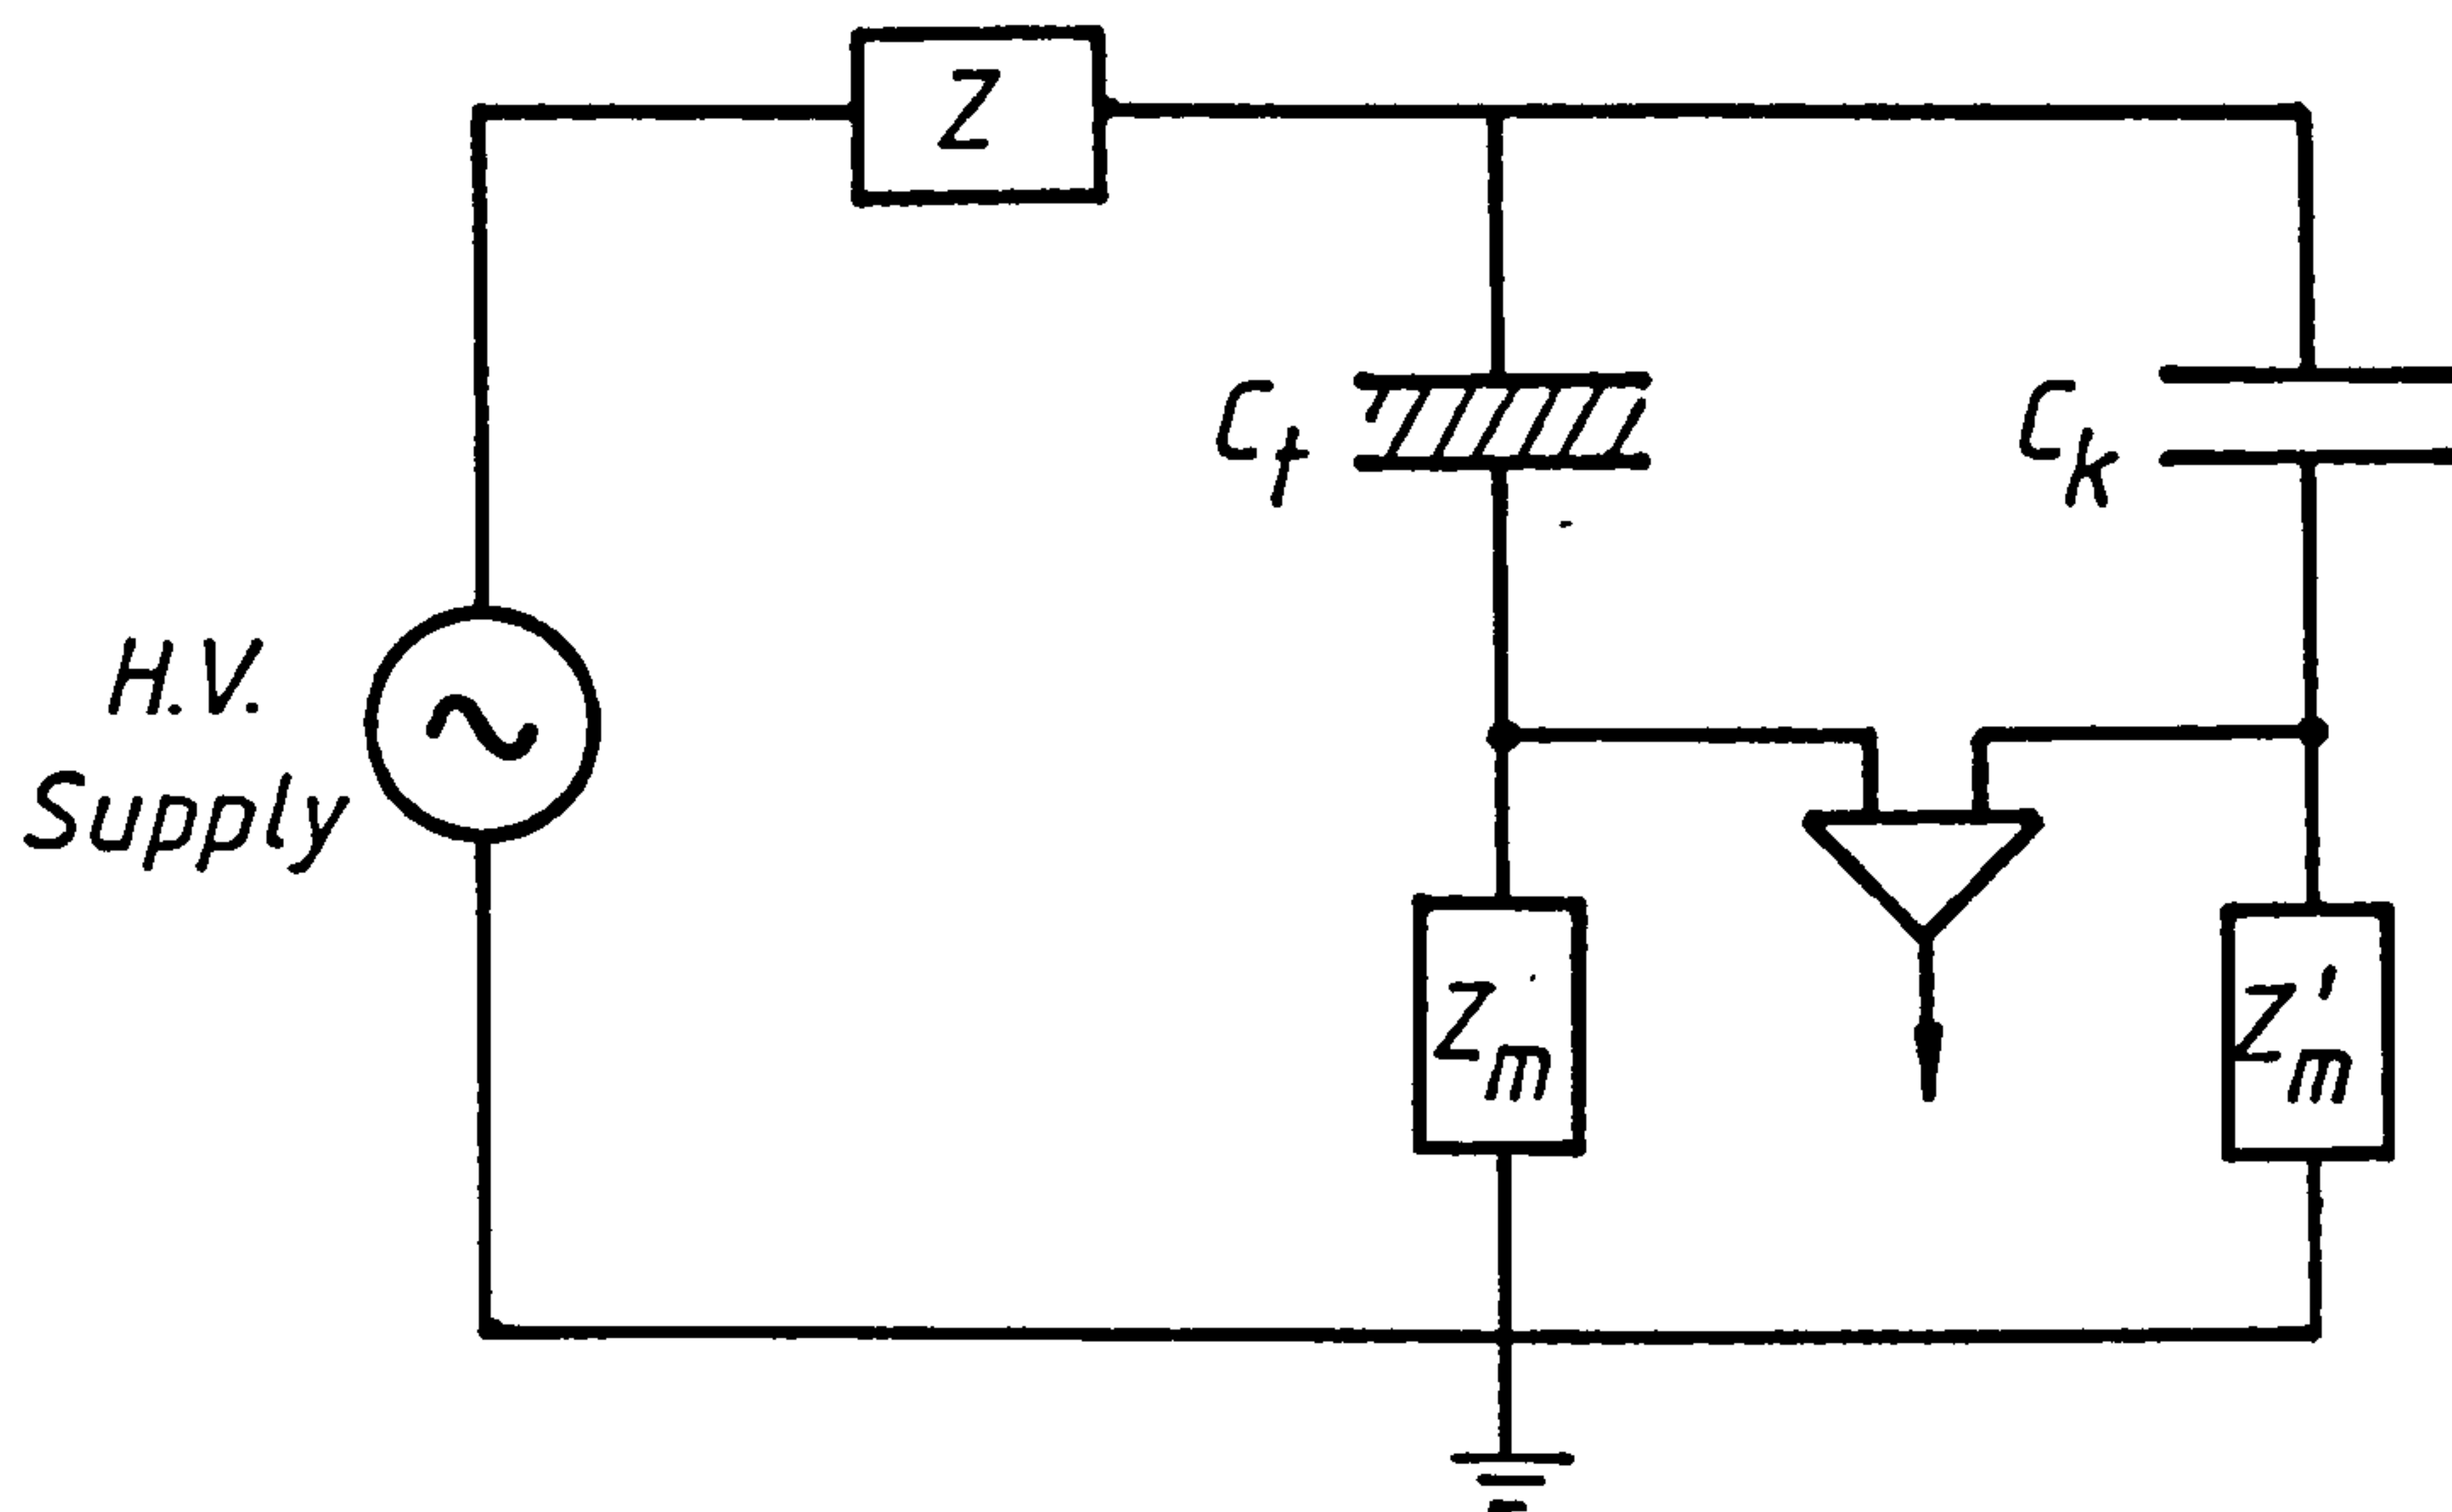 Z
C_t
C_k
H.V.
Supply
Z_m
Z'_m